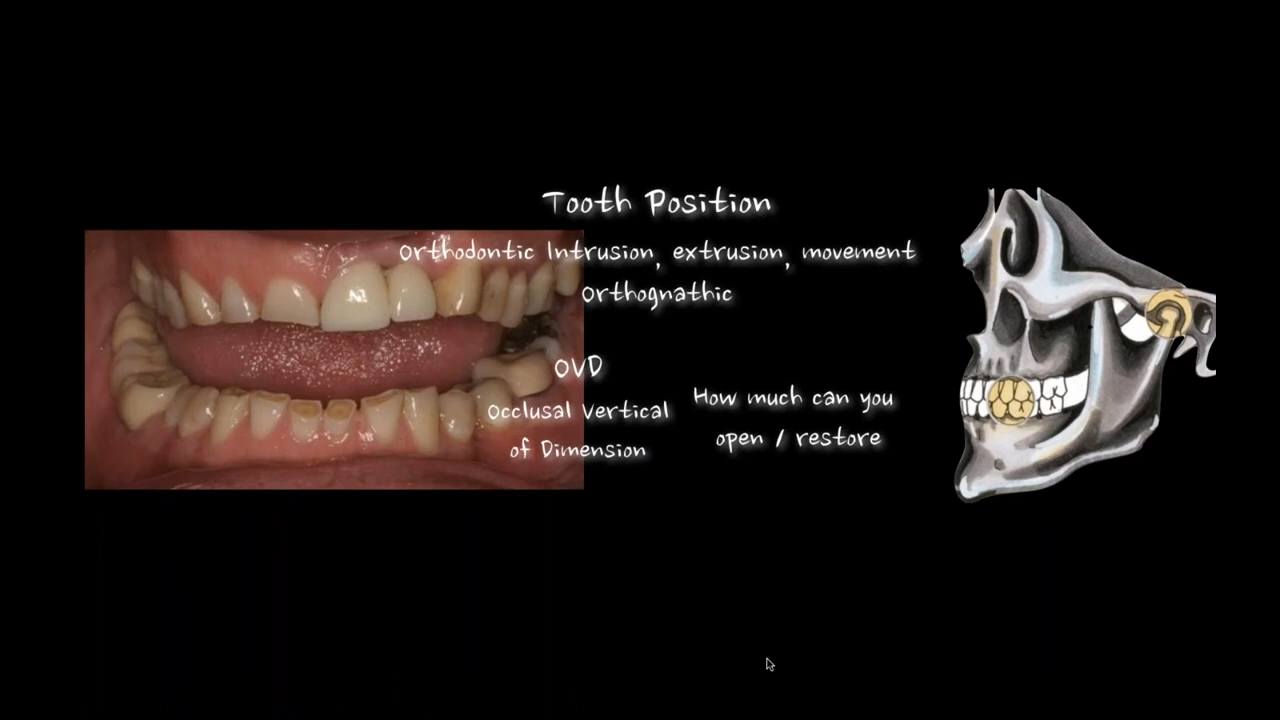 Tooth Position
Orthodontic Intrusion, extrusion, movement
Orthognathic
OVD
Occlusal Vertical
of Dimension
How much can you
open / restore